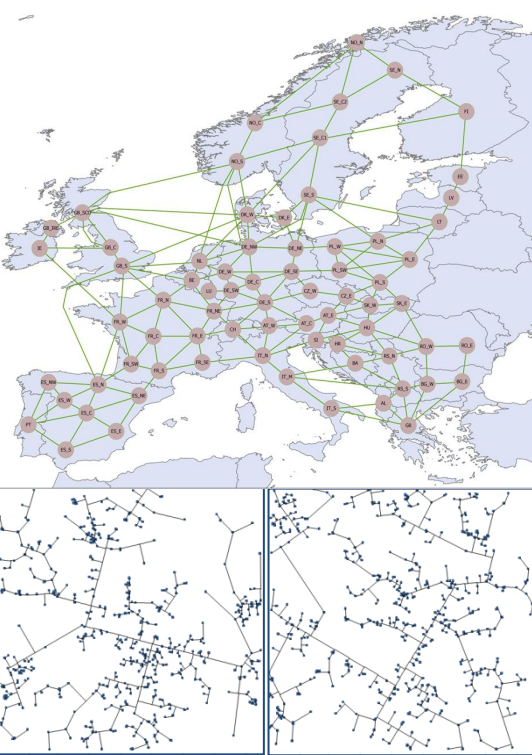 NO_N
SE_N
SE_C2
FI
NO_C
SE_C1
NO_S
EE
SE_S
LV
GB_SCO
DK_W
DK_E
LT
GB_C
IE
DE_NW
DE_NE
PL_W
PL_N
PL_E
NL
GB_S
DE_W
DE_SE
PL_SW
BE
DE_C
PL_S
LU
DE_SW
CZ_W
CZ_E
FR_N
DE_S
SK_W
SK_E
FR_NE
AT_E
FR_W
AT_C
AT_W
CH
HU
FR_C
FR_E
SI
HR
RO_W
RO_E
IT_N
RS_N
FR_SW
FR_SE
BA
FR_S
IT_M
ES_NW
ES_N
BG_W
BG_E
RS_S
ES_NE
ES_W
AL
IT_S
ES_C
PT
GR
ES_E
ES_S